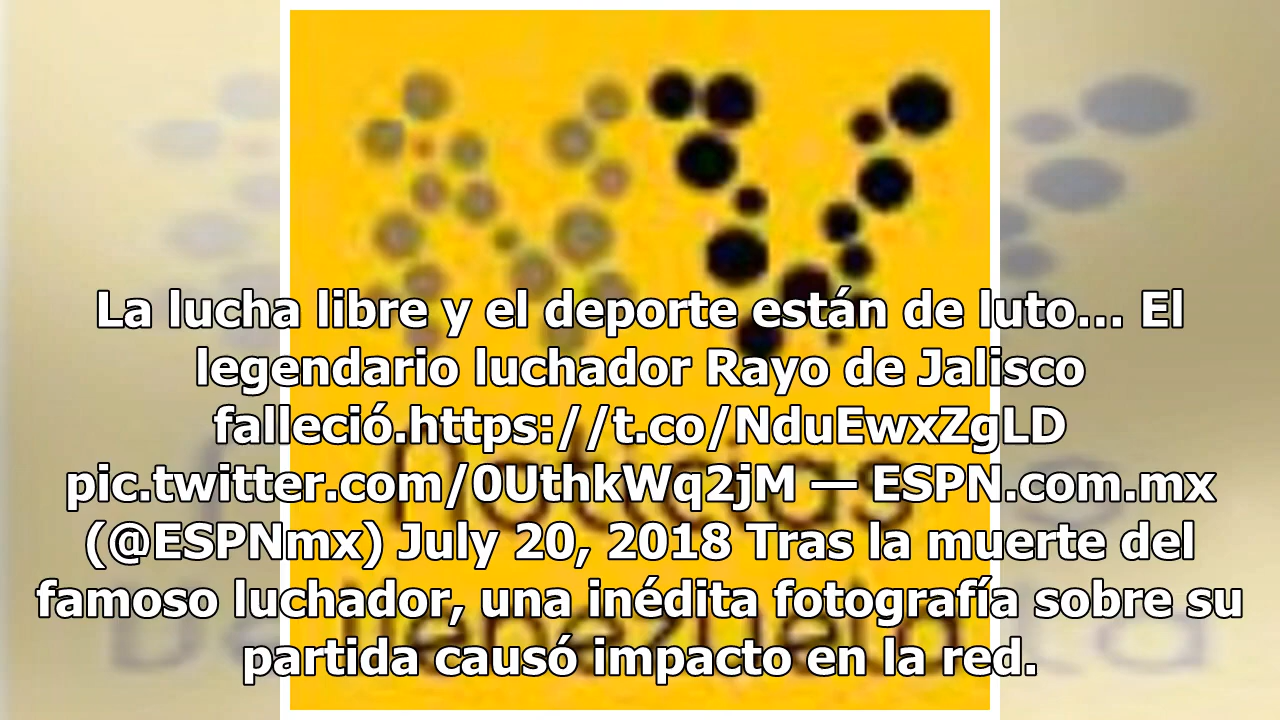 La lucha libre y el deporte están de luto... El
legendario luchador Rayo de Jalisco
falleció.https://t.co/NduEwxZgLD
pic.twitter.com/0UthkWq2jM — ESPN.com.mx
(@ESPNmx) July 20, 2018 Tras la muerte del
famoso luchador, una inédita fotografía sobre su
partida causó impacto en la red.
Noticias